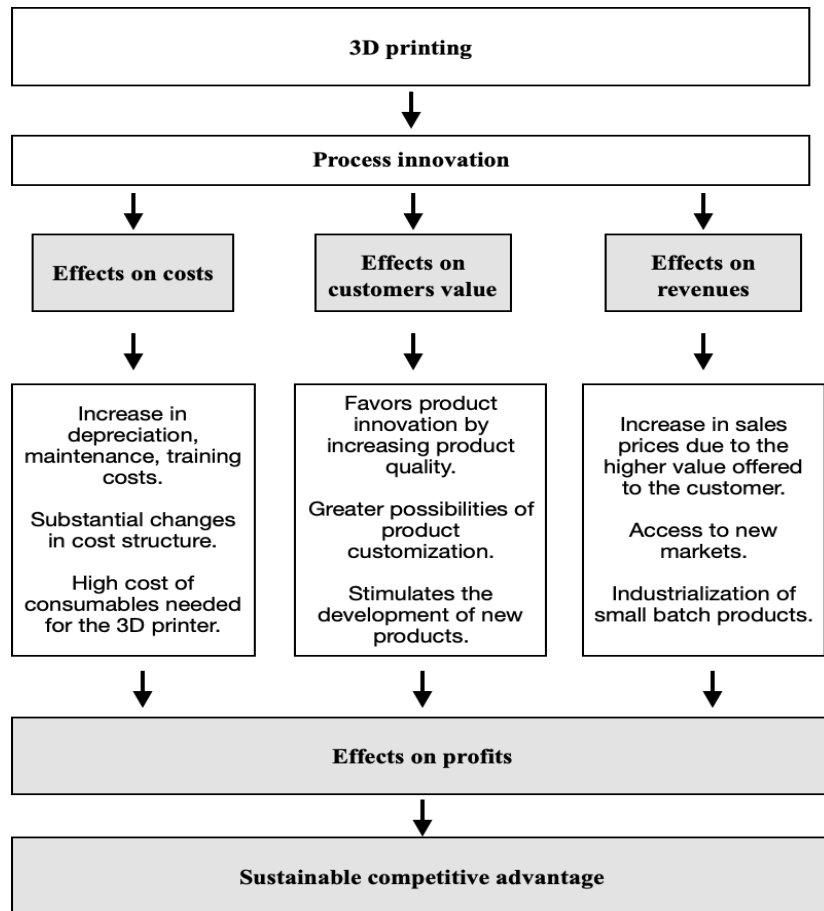 3D printing
Process innovation
Effects on costs
Effects on
customers value
Effects on
revenues
Increase in
depreciation,
maintenance, training
costs.
Substantial changes
in cost structure.
High cost of
consumables needed
for the 3D printer.
Favors product
innovation by
increasing product
quality.
Greater possibilities of
product
customization.
Stimulates the
development of new
products.
Increase in sales
prices due to the
higher value offered
to the customer.
Access to new
markets.
Industrialization of
small batch products.
Effects on profits
Sustainable competitive advantage